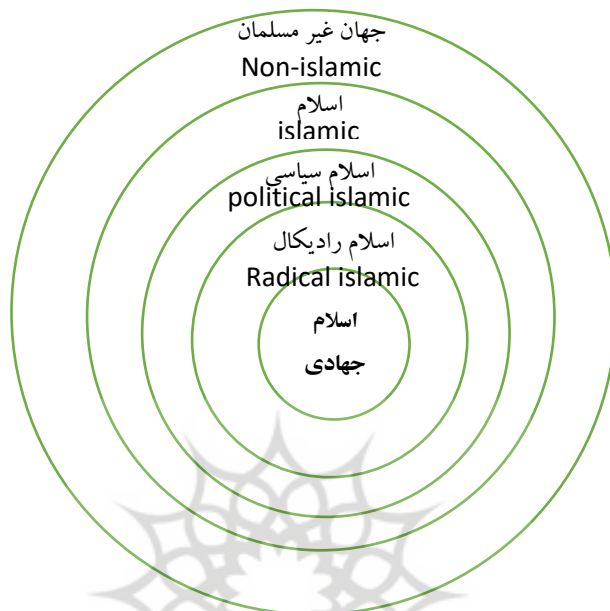 جهان غیر مسلمان
Non-islamic
اسلام
islamic
اسلام سیاسی
political islamic
اسلام رادیکال
Radical islamic
اسلام
جهادی